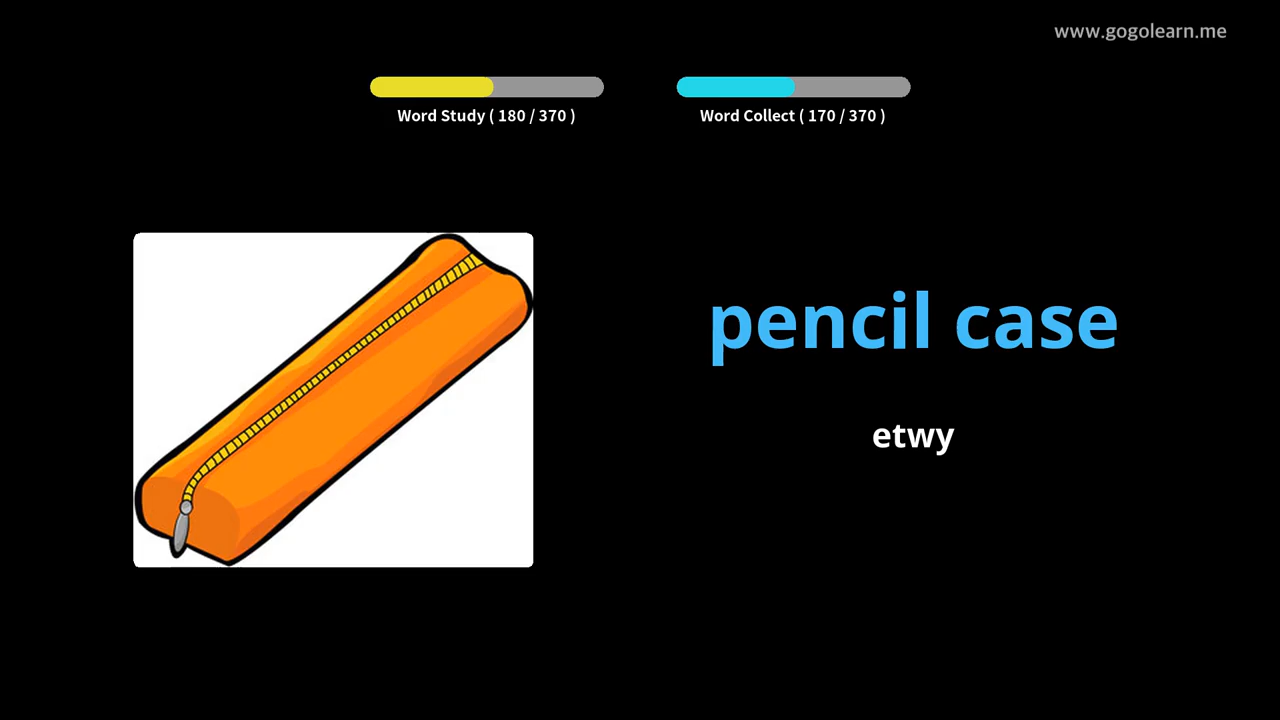 www.gogolearn.me
Word Study ( 180 / 370 )
Word Collect ( 170 / 370 )
pencil case
etwy